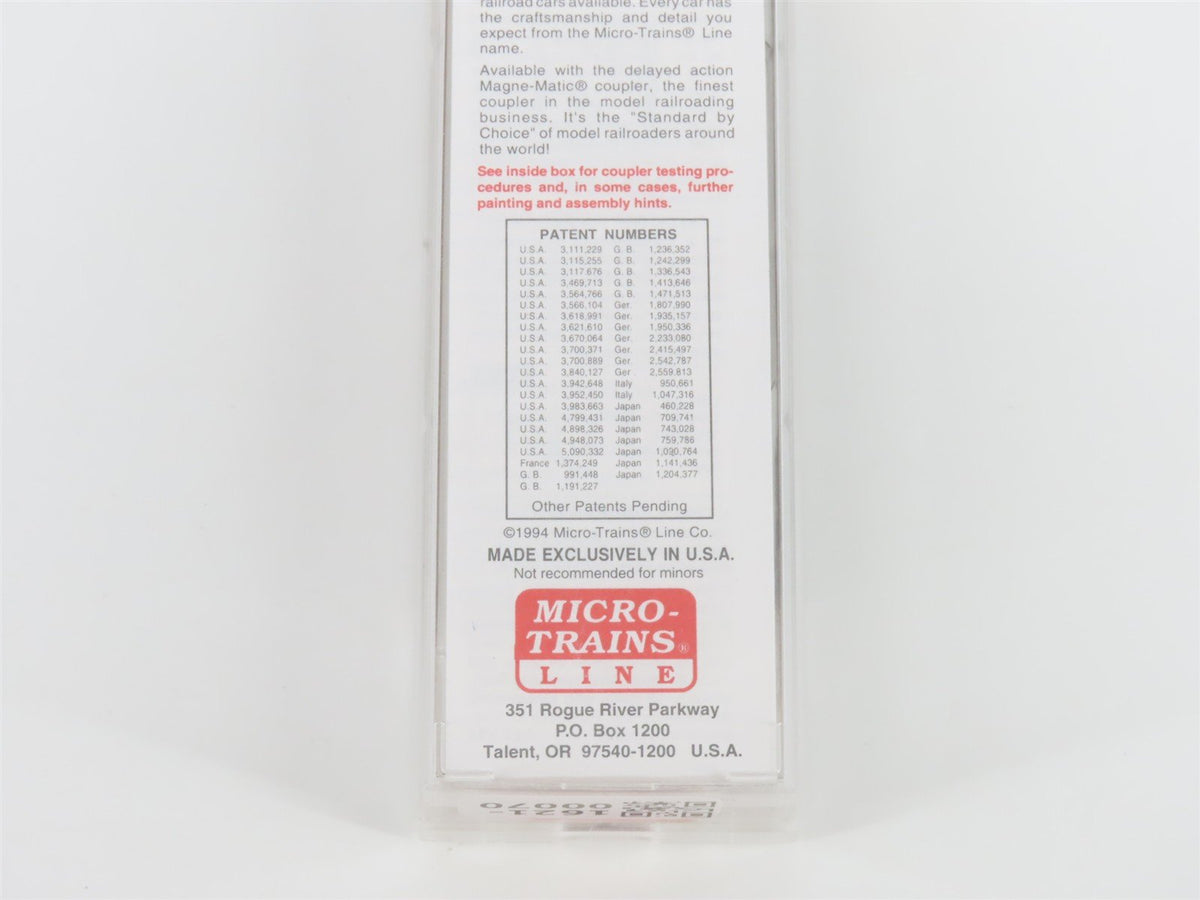 railroad cars available. Every car has
the craftsmanship and detail you
expect from the Micro-Trains® Line
name.
Available with the delayed action
Magne-Matic® coupler, the finest
coupler in the model railroading
business. It's the "Standard by
Choice" of model railroaders around
the world!
See inside box for coupler testing pro-
cedures and, in some cases, further
painting and assembly hints.
PATENT NUMBERS
U.S.A. 3,111,229 G. B. 1,236,352
U.S.A. 3,115,255 G. B. 1,242,299
U.S.A. 3,117,676 G. B. 1,336,543
U.S.A. 3,469,713 G. B. 1,413,646
U.S.A. 3,564,766 G. B. 1,471,513
U.S.A. 3,566,104 Ger. 1,807,990
U.S.A. 3,618,991 Ger. 1,935,157
U.S.A. 3,621,610 Ger. 1,950,336
U.S.A. 3,670,064 Ger. 2,233,080
U.S.A. 3,700,371 Ger. 2,415,497
U.S.A. 3,700,889 Ger. 2,542,787
U.S.A. 3,840,127 Ger. 2,559,813
U.S.A. 3,942,648 Italy 950,661
U.S.A. 3,952,450 Italy 1,047,316
U.S.A. 3,983,663 Japan 460,228
U.S.A. 4,799,431 Japan 709,741
U.S.A. 4,898,326 Japan 743,028
U.S.A. 4,948,073 Japan 759,786
U.S.A. 5,090,332 Japan 1,090,764
France 1,374,249 Japan 1,141,436
G. B. 991,448 Japan 1,204,377
G. B. 1,191,227
Other Patents Pending
©1994 Micro-Trains® Line Co.
MADE EXCLUSIVELY IN U.S.A.
Not recommended for minors
MICRO-
TRAINS®
LINE
351 Rogue River Parkway
P.O. Box 1200
Talent, OR 97540-1200 U.S.A.